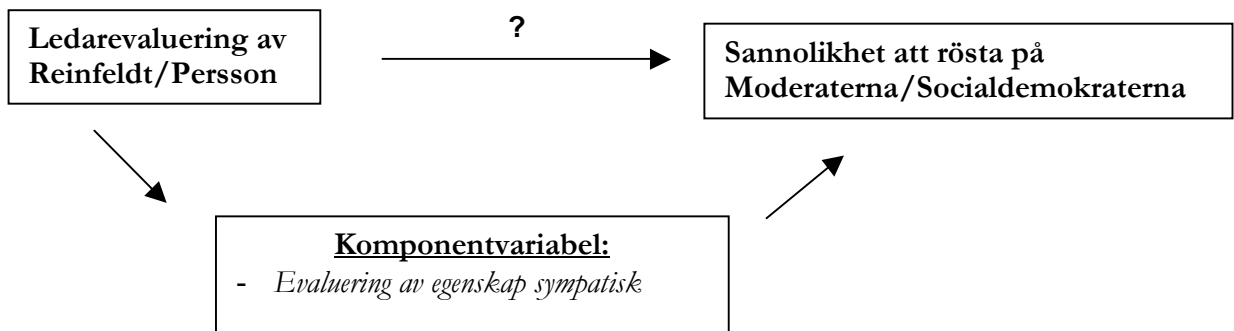 Ledarevaluering av
Reinfeldt/Persson
?
Sannolikhet att rösta på
Moderaterna/Socialdemokraterna
Komponentvariabel:
- Evaluering av egenskap sympatisk